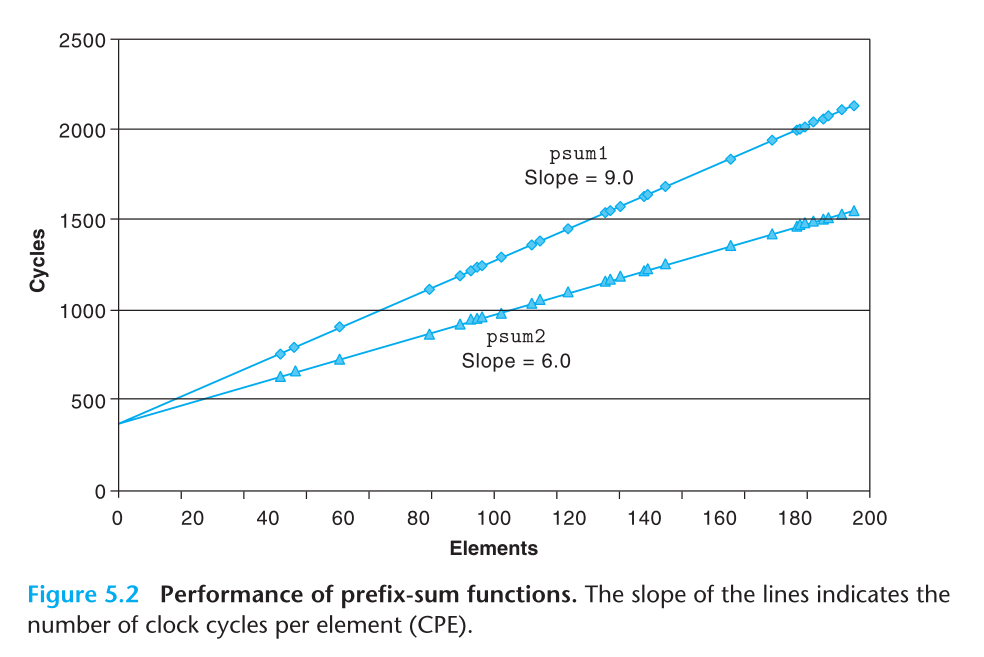 2500
2000
1500
1000
500
0
Cycles
psum1
Slope = 9.0
psum2
Slope = 6.0
0 20 40 60 80 100 120 140 160 180 200
Elements
Figure 5.2 Performance of prefix-sum functions. The slope of the lines indicates the
number of clock cycles per element (CPE).